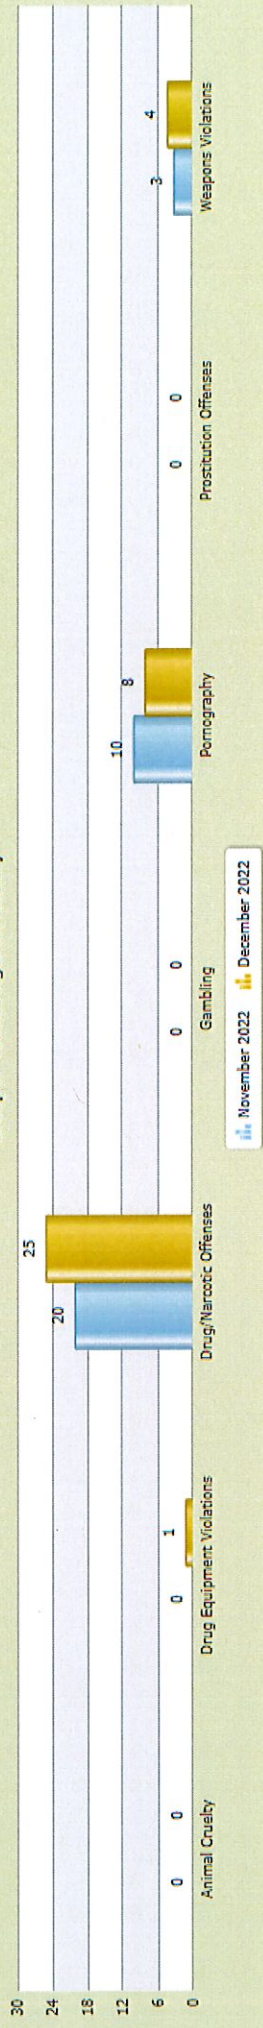 30
24
18
12
6
0
0 0
0 1
20 25
0 0
10 8
0 0
3 4
Animal Cruelty
Drug Equipment Violations
Drug/Narcotic Offenses
Gambling
Pornography
Prostitution Offenses
Weapons Violations
November 2022 December 2022